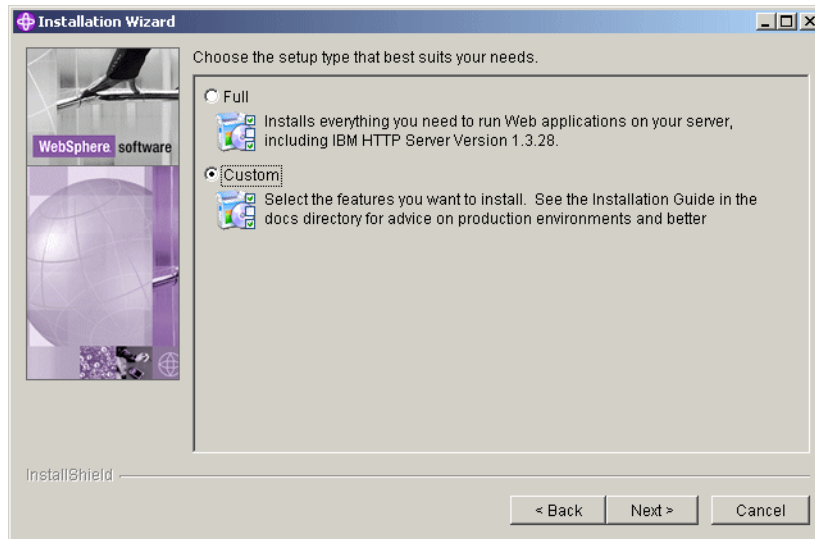 Installation Wizard
Choose the setup type that best suits your needs.
Full
Installs everything you need to run Web applications on your server,
including IBM HTTP Server Version 1.3.28.
WebSphere software
Custom
Select the features you want to install. See the Installation Guide in the
docs directory for advice on production environments and better
InstallShield
< Back
Next >
Cancel